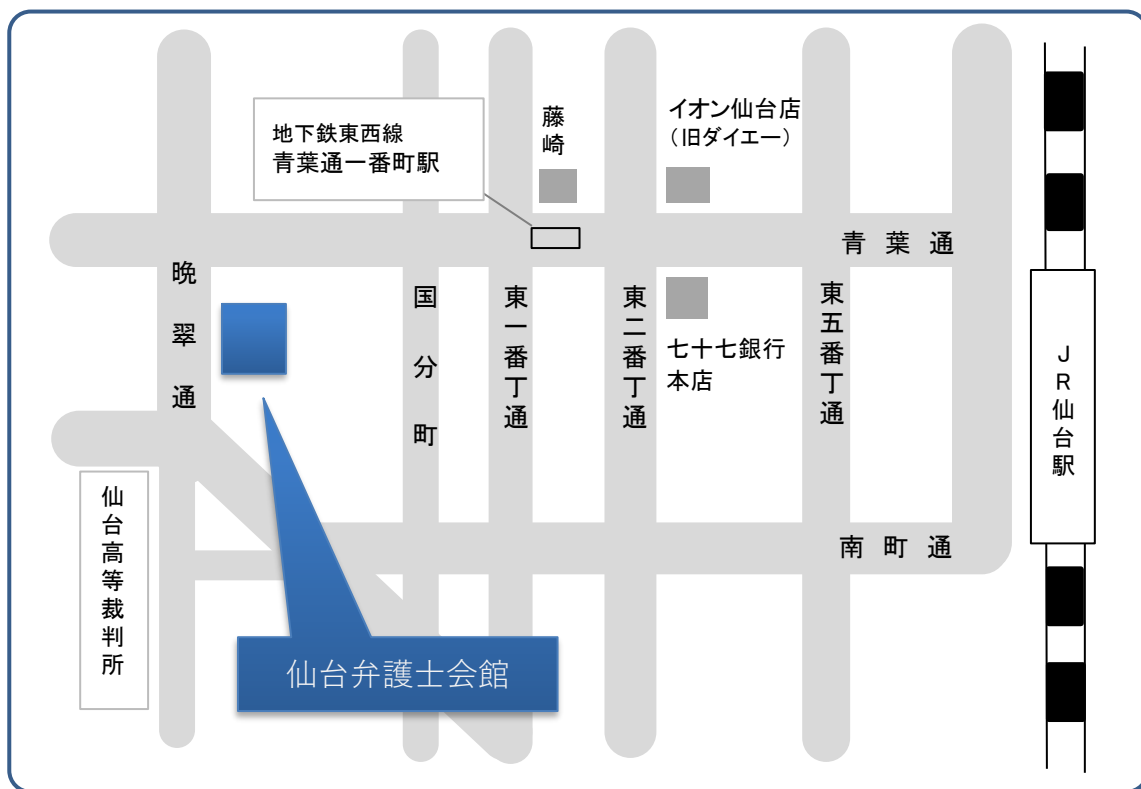 地下鉄東西線
青葉通一番町駅
藤崎
イオン仙台店
（旧ダイエー）
青葉通
晩翠通
国分町
東一番丁通
東二番丁通
七十七銀行
本店
東五番丁通
JR仙台駅
仙台高等裁判所
南町通
仙台弁護士会館